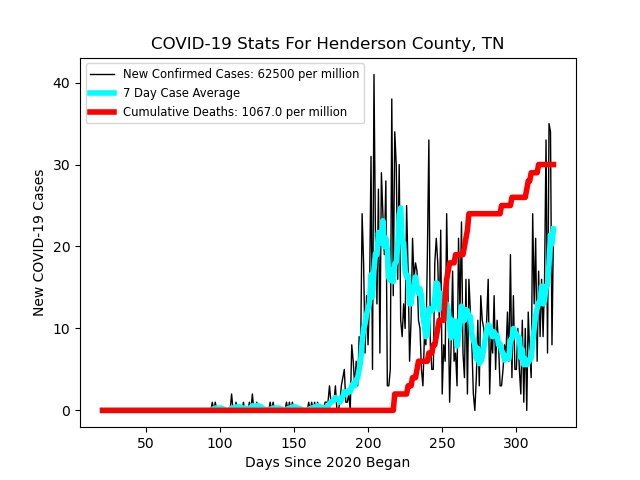 COVID-19 Stats For Henderson County, TN
New Confirmed Cases: 62500 per million
7 Day Case Average
Cumulative Deaths: 1067.0 per million
New COVID-19 Cases
40
30
20
10
0
50 100 150 200 250 300
Days Since 2020 Began